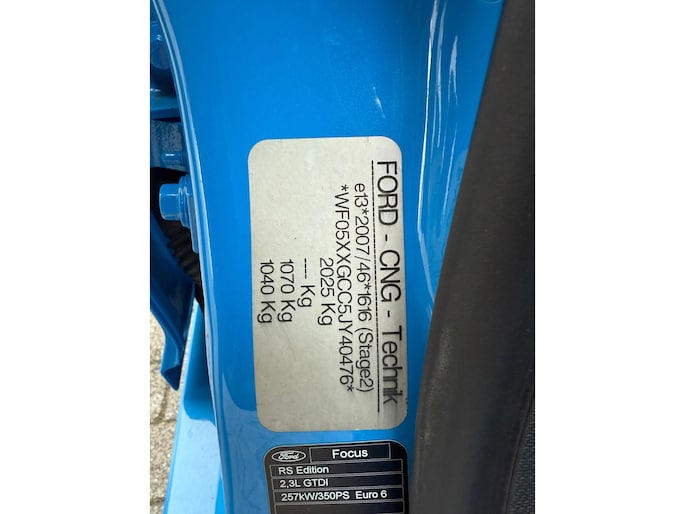 FORD - CNG - Technik
e13*2007/46*1616 (Stage2)
*WF05XXGCC5JY40476*
2025 Kg
---- Kg
1070 Kg
1040 Kg
Ford Focus
RS Edition
2,3L GTDI
257kW/350PS Euro 6